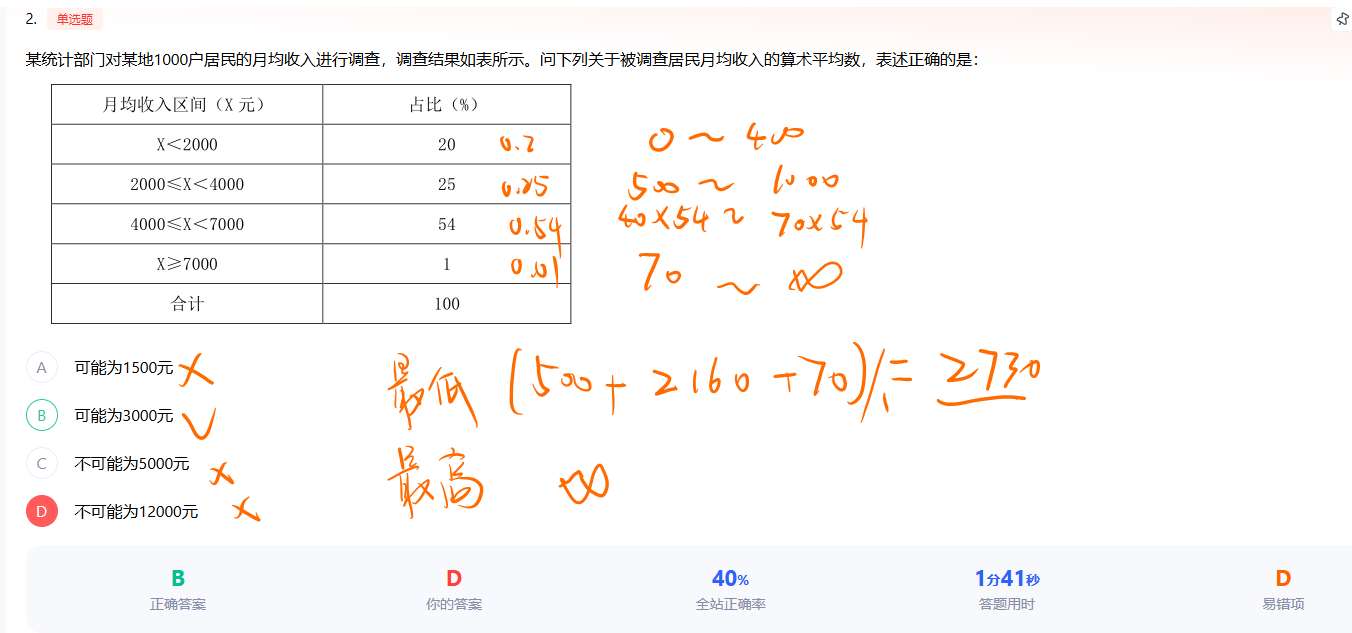 2. 单选题
某统计部门对某地1000户居民的月均收入进行调查，调查结果如表所示。问下列关于被调查居民月均收入的算术平均数，表述正确的是：
月均收入区间（X 元） 占比（%）
X＜2000 20 0.2
0～400
2000≤X＜4000 25 0.25
500～1000
4000≤X＜7000 54 0.54
40×54～70×54
X≥7000 1 0.01
70～∞
合计 100
A 可能为1500元 ×
最低 (500+2160+70)/1=2730
B 可能为3000元 √
C 不可能为5000元 ×
最高 ∞
D 不可能为12000元 ×
B D 40% 1分41秒 D
正确答案 你的答案 全站正确率 答题用时 易错项